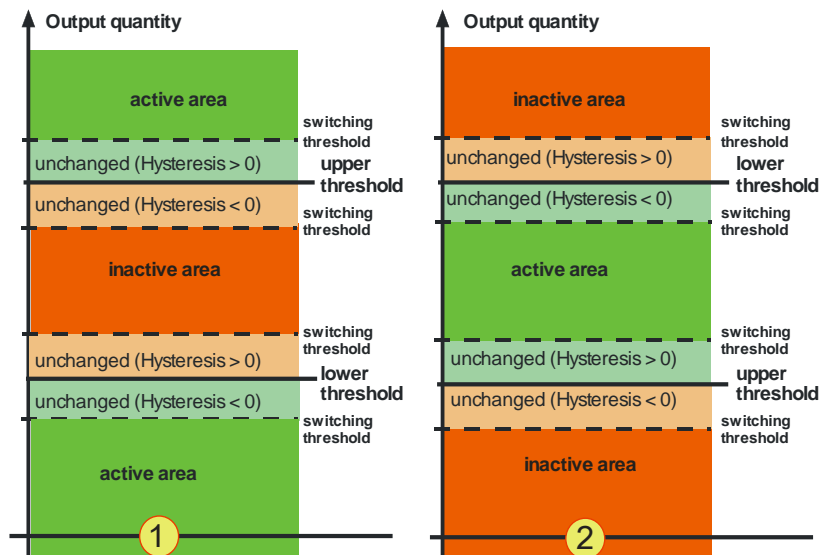 Output quantity
active area
switching
threshold
unchanged (Hysteresis > 0)
upper
threshold
unchanged (Hysteresis < 0)
switching
threshold
inactive area
switching
threshold
unchanged (Hysteresis > 0)
lower
threshold
unchanged (Hysteresis < 0)
switching
threshold
active area
1
Output quantity
inactive area
switching
threshold
unchanged (Hysteresis > 0)
lower
threshold
unchanged (Hysteresis < 0)
switching
threshold
active area
switching
threshold
unchanged (Hysteresis > 0)
upper
threshold
unchanged (Hysteresis < 0)
switching
threshold
inactive area
2